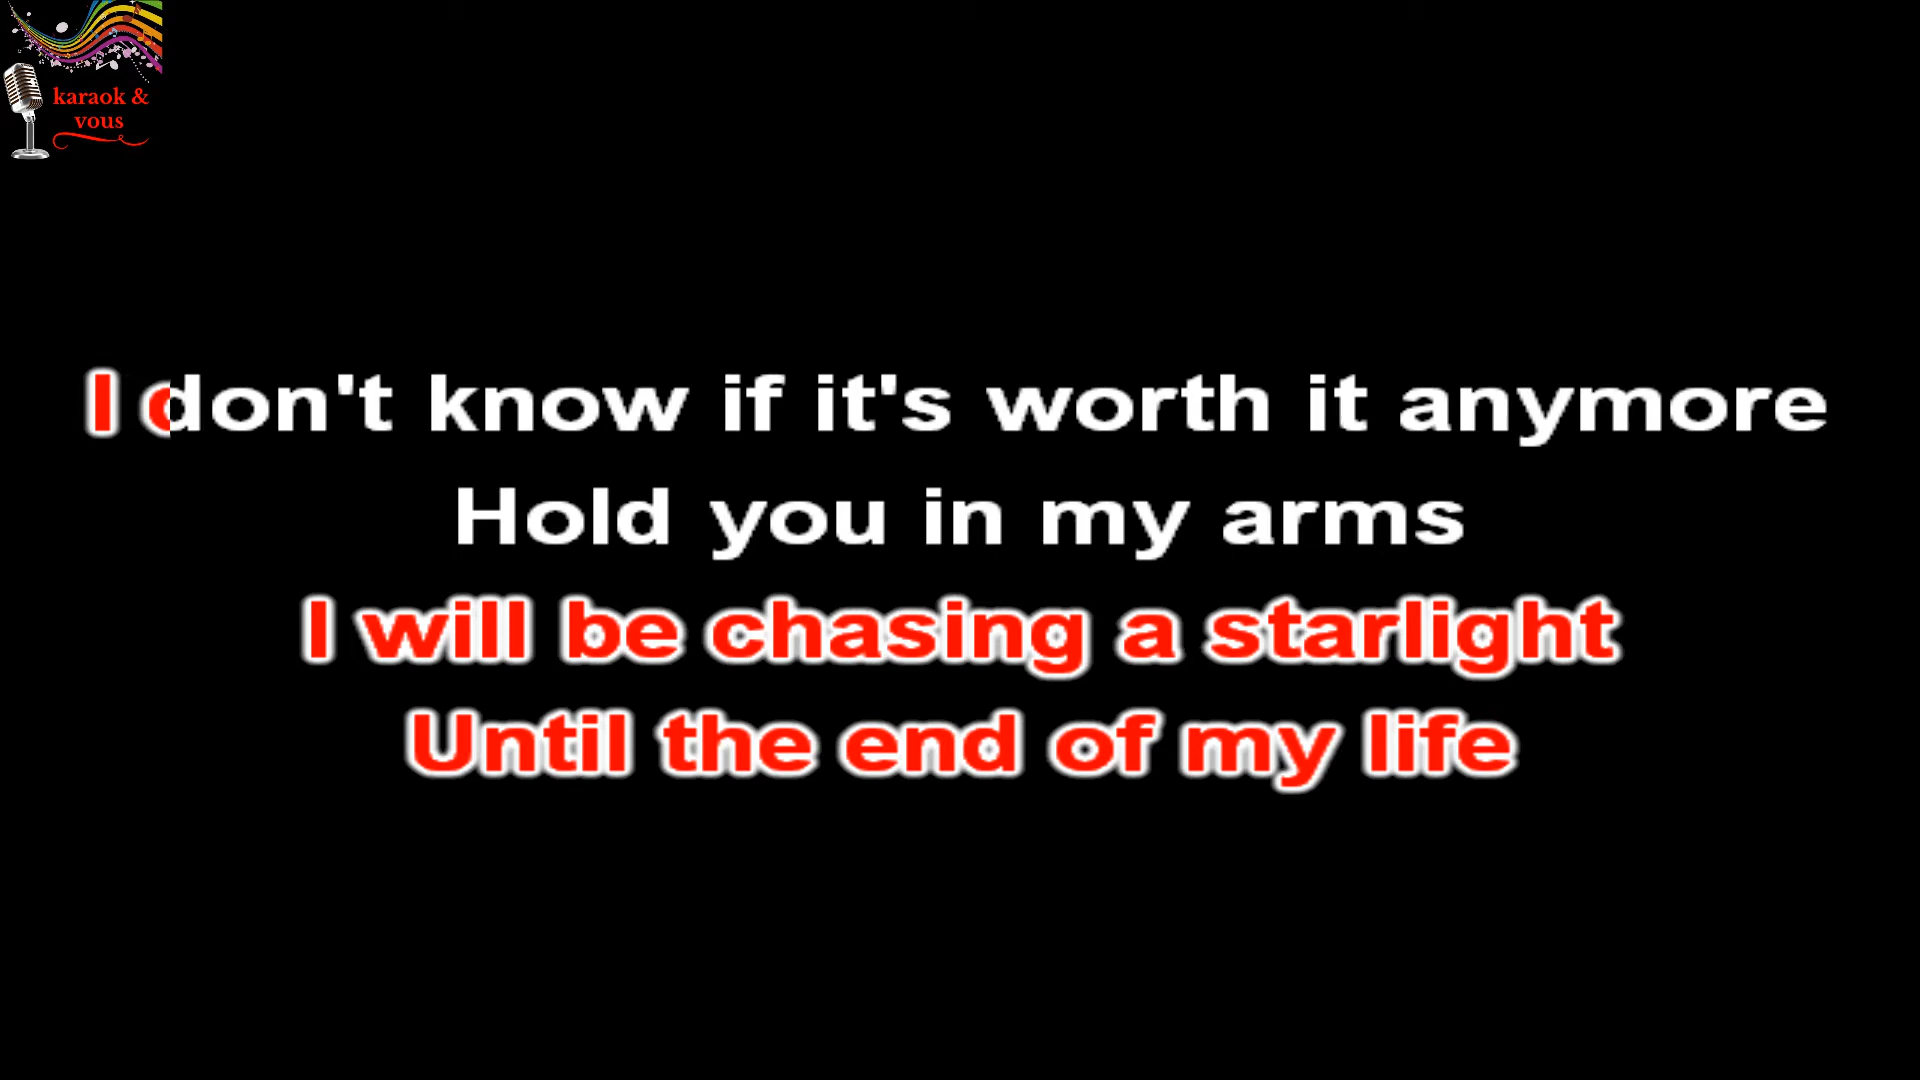 karaok &
vous
I don't know if it's worth it anymore
Hold you in my arms
I will be chasing a starlight
Until the end of my life